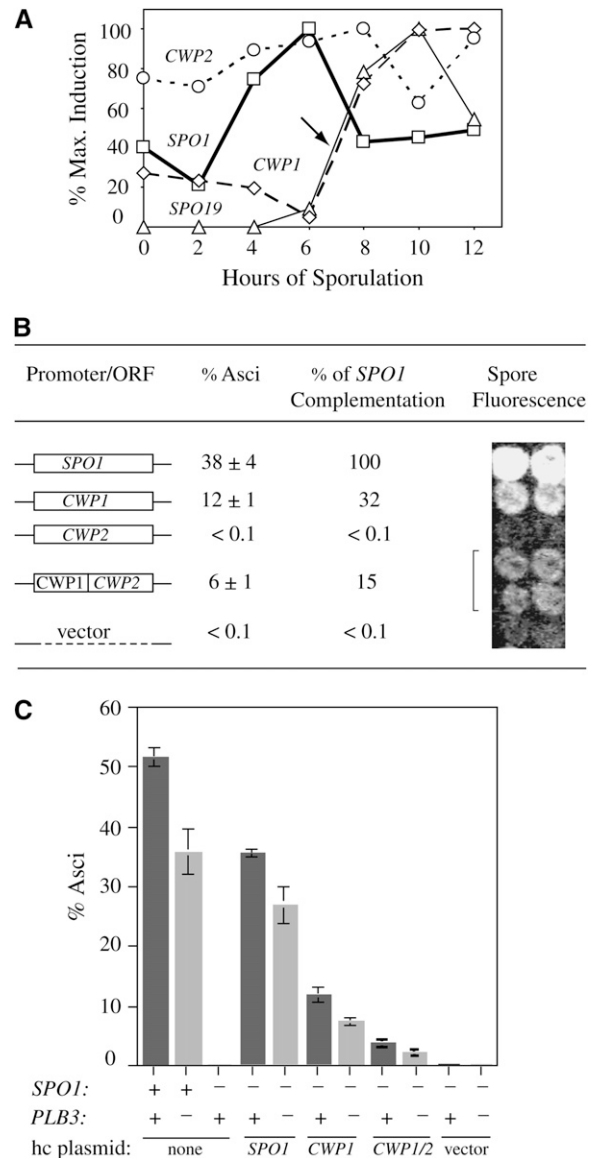 A
% Max. Induction
100
80
60
40
20
0
CWP2
SPO1
CWP1
SPO19
0 2 4 6 8 10 12
Hours of Sporulation
B
Promoter/ORF % Asci % of SPO1 Complementation Spore Fluorescence
SPO1 38 ± 4 100
CWP1 12 ± 1 32
CWP2 < 0.1 < 0.1
CWP1 CWP2 6 ± 1 15
vector < 0.1 < 0.1
C
% Asci
60
50
40
30
20
10
0
SPO1: + + − − − − − − − − −
PLB3: + − + + − + − + − + −
hc plasmid: none SPO1 CWP1 CWP1/2 vector